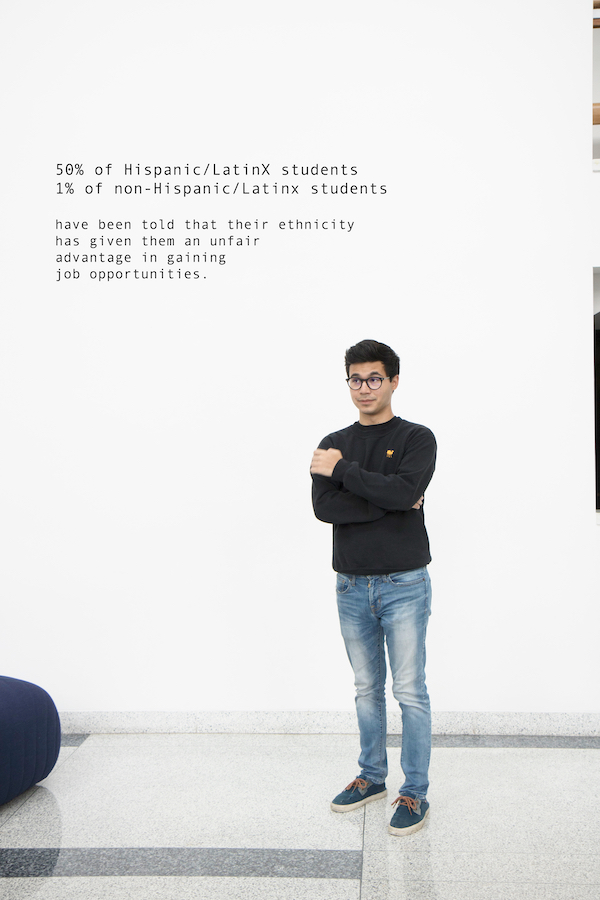 50% of Hispanic/LatinX students
1% of non-Hispanic/Latinx students
have been told that their ethnicity
has given them an unfair
advantage in gaining
job opportunities.